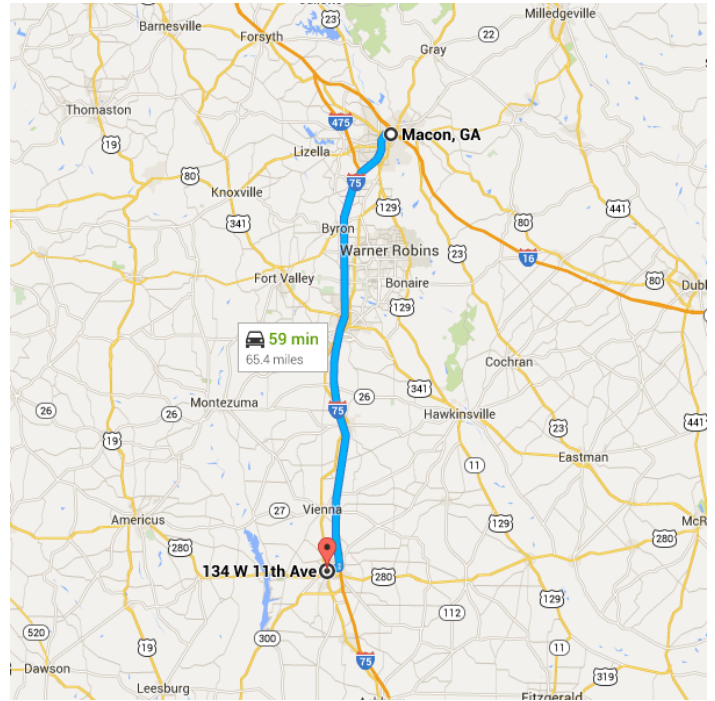 23
Milledgeville
Barnesville
Forsyth
Gray
22
Thomaston
475
Macon, GA
19
Lizella
80
75
Knoxville
129
441
341
Byron
80
Warner Robins
23
16
Fort Valley
Bonaire
80
Dubl
129
59 min
65.4 miles
Cochran
26
341
26
Montezuma
26
75
Hawkinsville
23
441
19
11
Eastman
27
Vienna
Americus
129
McR
280
280
134 W 11th Ave
280
112
129
520
300
19
11
Dawson
75
319
Leesburg
Fitzgerald